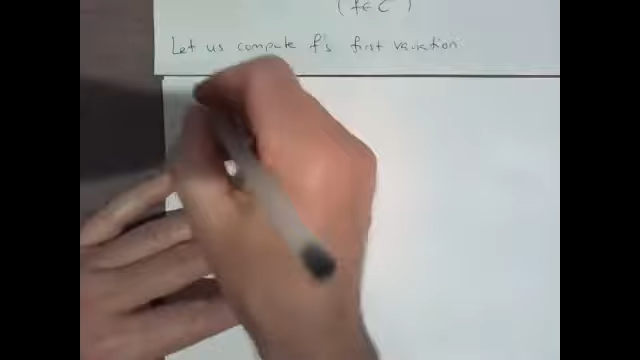 (f∈ C )
Let us compute f's first variation